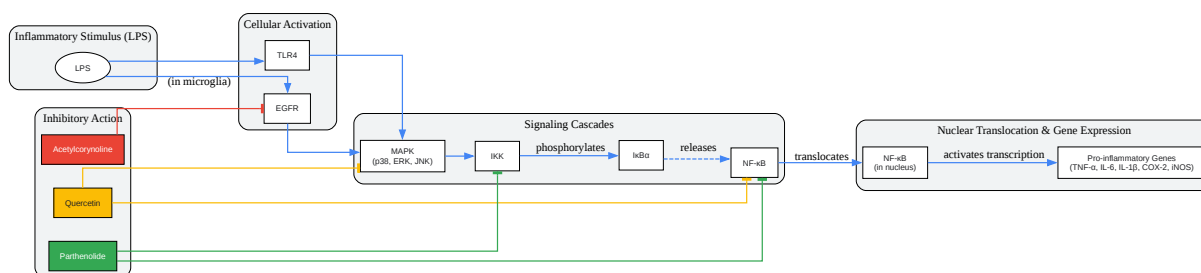 Inflammatory Stimulus (LPS)
LPS
(in microglia)
Cellular Activation
TLR4
EGFR
Inhibitory Action
Acetylcorynoline
Quercetin
Parthenolide
Signaling Cascades
MAPK
(p38, ERK, JNK)
IKK
phosphorylates
IκBα
releases
NF-κB
translocates
Nuclear Translocation & Gene Expression
NF-κB
(in nucleus)
activates transcription
Pro-inflammatory Genes
(TNF-α, IL-6, IL-1β, COX-2, iNOS)